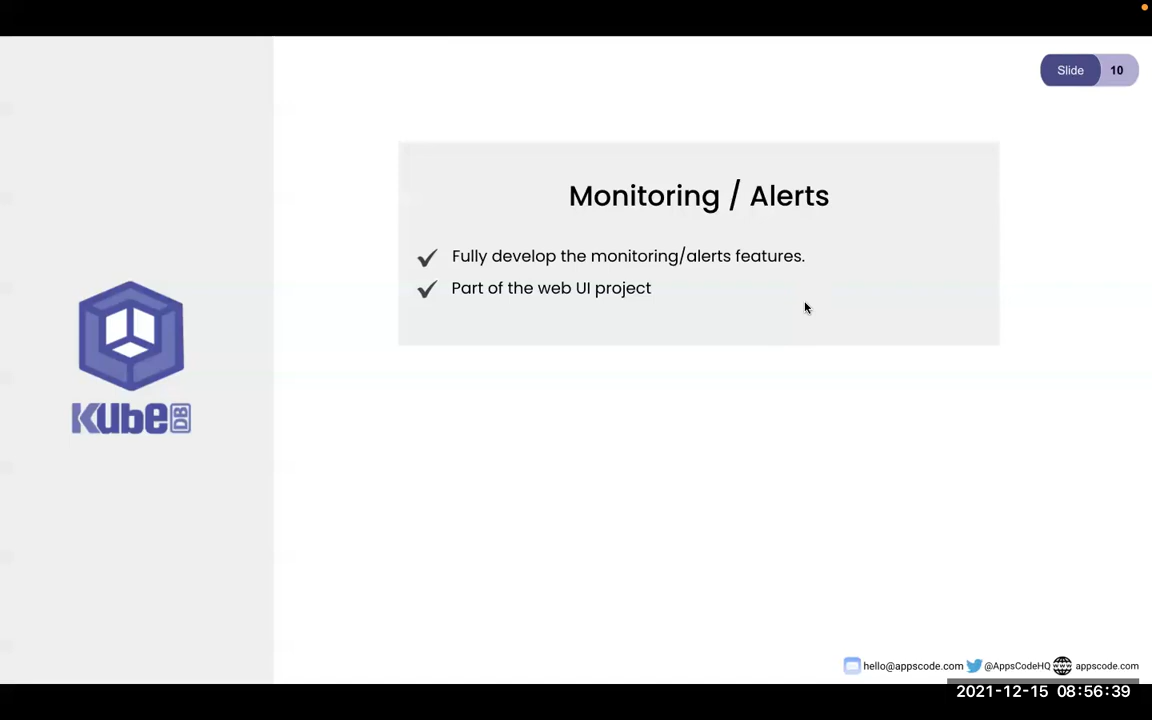 Slide 10
Monitoring / Alerts
Fully develop the monitoring/alerts features.
Part of the web UI project
KubeDB
hello@appscode.com @AppsCodeHQ appscode.com
2021-12-15 08:56:39